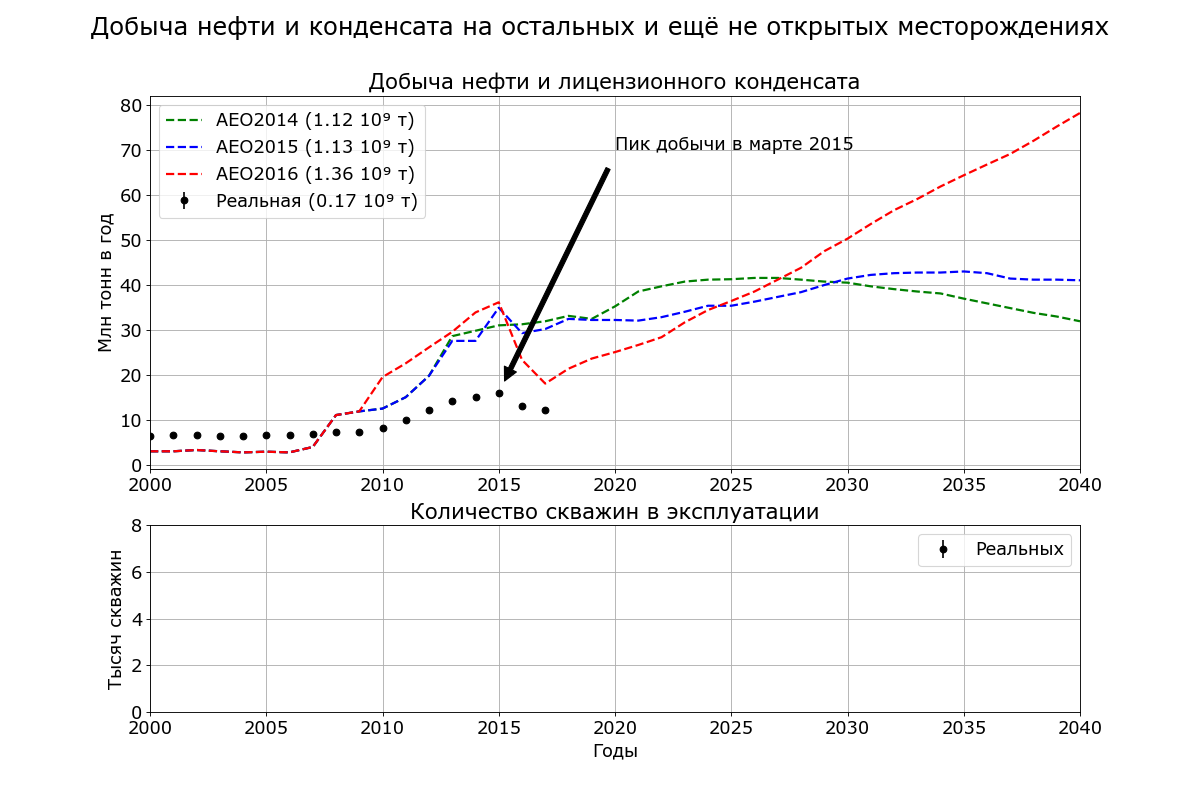 Добыча нефти и конденсата на остальных и ещё не открытых месторождениях
Добыча нефти и лицензионного конденсата
80
70
60
50
40
30
20
10
0
Млн тонн в год
AEO2014 (1.12 10⁹ т)
AEO2015 (1.13 10⁹ т)
AEO2016 (1.36 10⁹ т)
Реальная (0.17 10⁹ т)
Пик добычи в марте 2015
2000 2005 2010 2015 2020 2025 2030 2035 2040
Количество скважин в эксплуатации
8
6
4
2
0
Тысяч скважин
Реальных
2000 2005 2010 2015 2020 2025 2030 2035 2040
Годы